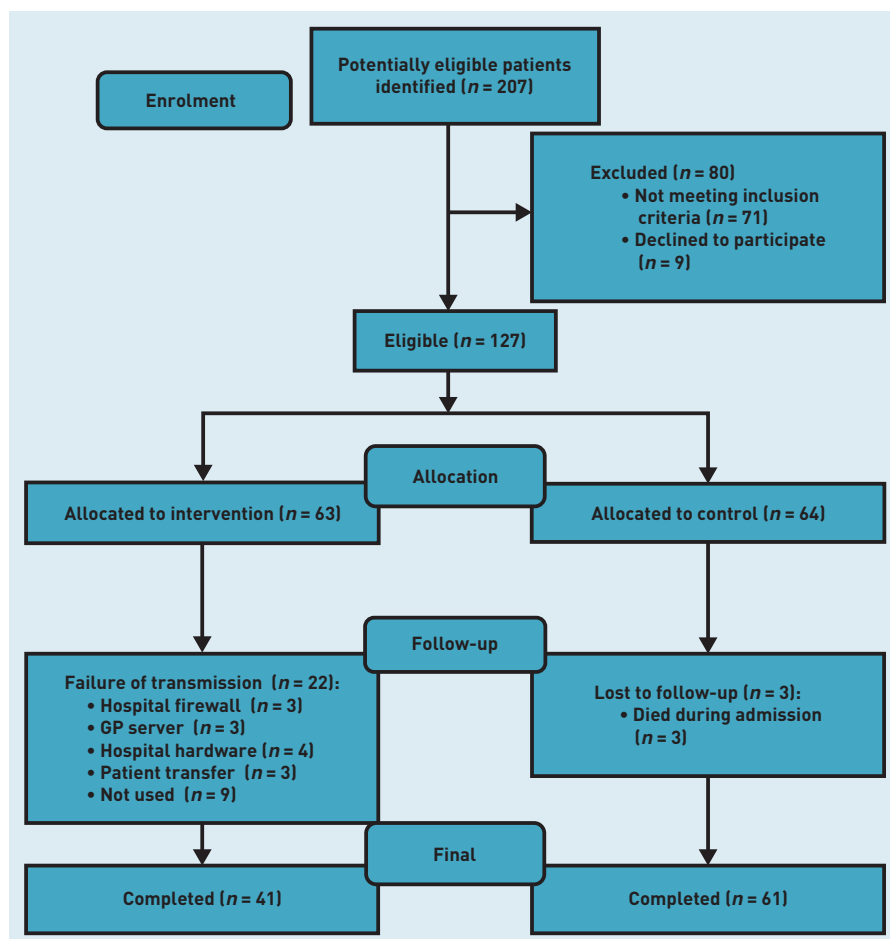 Potentially eligible patients
identified (n = 207)
Enrolment
Excluded (n = 80)
• Not meeting inclusion
criteria (n = 71)
• Declined to participate
(n = 9)
Eligible (n = 127)
Allocation
Allocated to intervention (n = 63)
Allocated to control (n = 64)
Follow-up
Failure of transmission (n = 22):
• Hospital firewall (n = 3)
• GP server (n = 3)
• Hospital hardware (n = 4)
• Patient transfer (n = 3)
• Not used (n = 9)
Lost to follow-up (n = 3):
• Died during admission
(n = 3)
Final
Completed (n = 41)
Completed (n = 61)